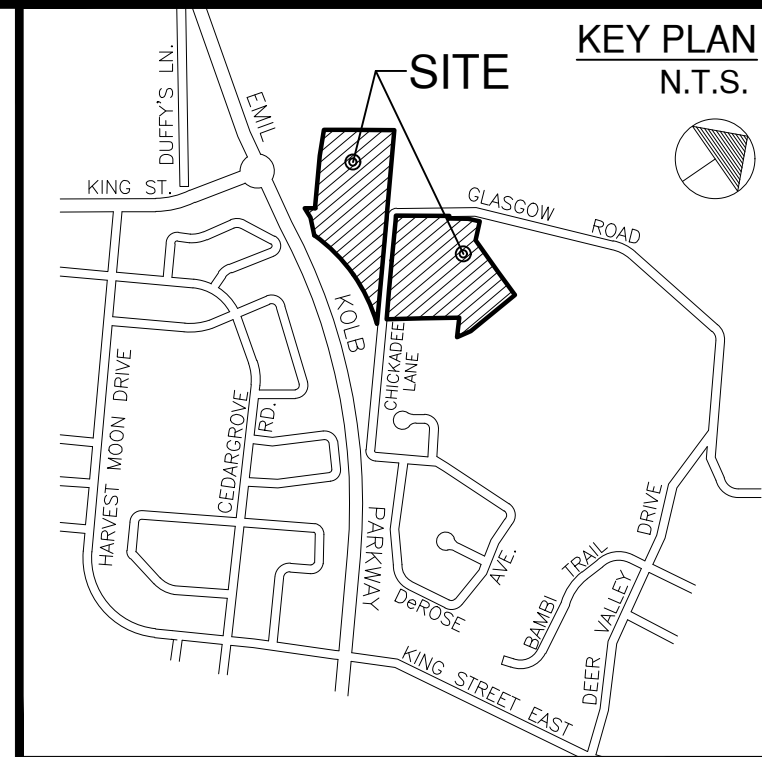 KEY PLAN
N.T.S.
SITE
DUFFY'S LN.
EMIL
KING ST.
GLASGOW
ROAD
KOLB
CHICKADEE
LANE
HARVEST MOON DRIVE
CEDARGROVE
RD.
PARKWAY
DeROSE
AVE.
BAMBI
TRAIL
DRIVE
DEER VALLEY
KING STREET EAST